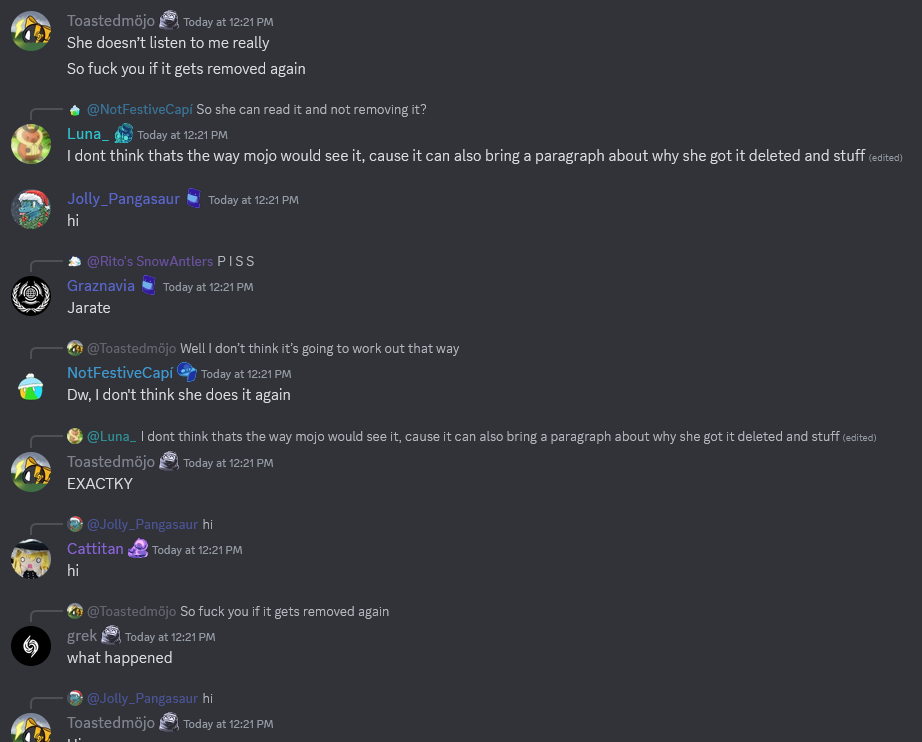 Toastedmöjo Today at 12:21 PM
She doesn't listen to me really
So fuck you if it gets removed again
@NotFestiveCapí So she can read it and not removing it?
Luna_ Today at 12:21 PM
I dont think thats the way mojo would see it, cause it can also bring a paragraph about why she got it deleted and stuff (edited)
Jolly_Pangasaur Today at 12:21 PM
hi
@Rito's SnowAntlers P I S S
Graznavia Today at 12:21 PM
Jarate
@Toastedmöjo Well I don't think it's going to work out that way
NotFestiveCapí Today at 12:21 PM
Dw, I don't think she does it again
@Luna_ I dont think thats the way mojo would see it, cause it can also bring a paragraph about why she got it deleted and stuff (edited)
Toastedmöjo Today at 12:21 PM
EXACTKY
@Jolly_Pangasaur hi
Cattitan Today at 12:21 PM
hi
@Toastedmöjo So fuck you if it gets removed again
grek Today at 12:21 PM
what happened
@Jolly_Pangasaur hi
Toastedmöjo Today at 12:21 PM